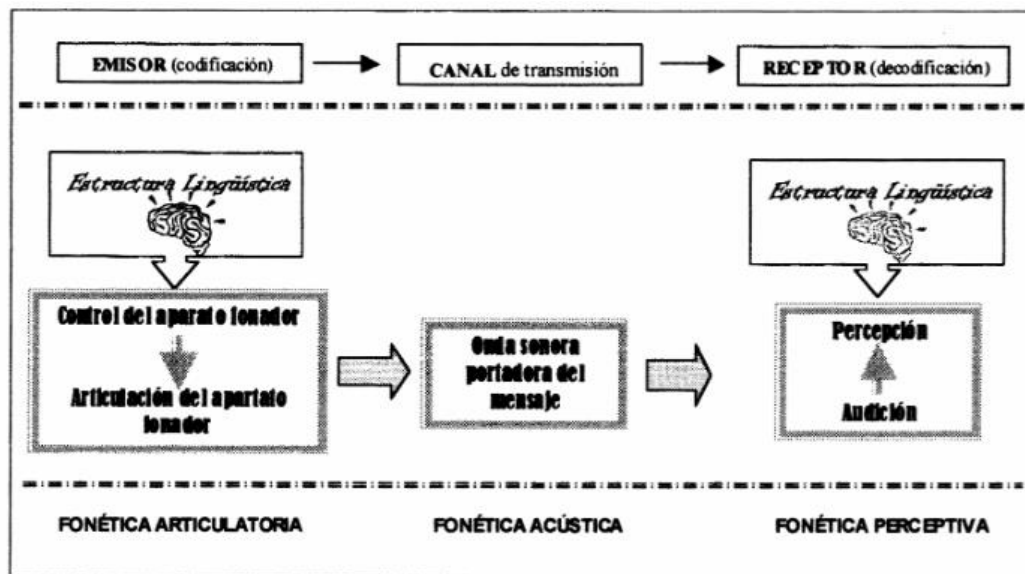 EMISOR (codificación)
CANAL de transmisión
RECEPTOR (decodificación)
Estructura Lingüística
Estructura Lingüística
Control del aparato fonador
Articulación del apartato
fonador
Onda sonora
portadora del
mensaje
Percepción
Audición
FONÉTICA ARTICULATORIA
FONÉTICA ACÚSTICA
FONÉTICA PERCEPTIVA